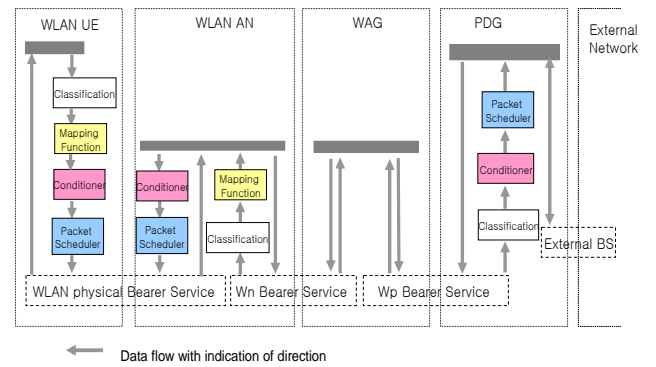 WLAN UE
WLAN AN
WAG
PDG
External
Network
Classification
Mapping
Function
Conditioner
Packet
Scheduler
Conditioner
Packet
Scheduler
Mapping
Function
Classification
Packet
Scheduler
Conditioner
Classification
External BS
WLAN physical Bearer Service
Wn Bearer Service
Wp Bearer Service
Data flow with indication of direction